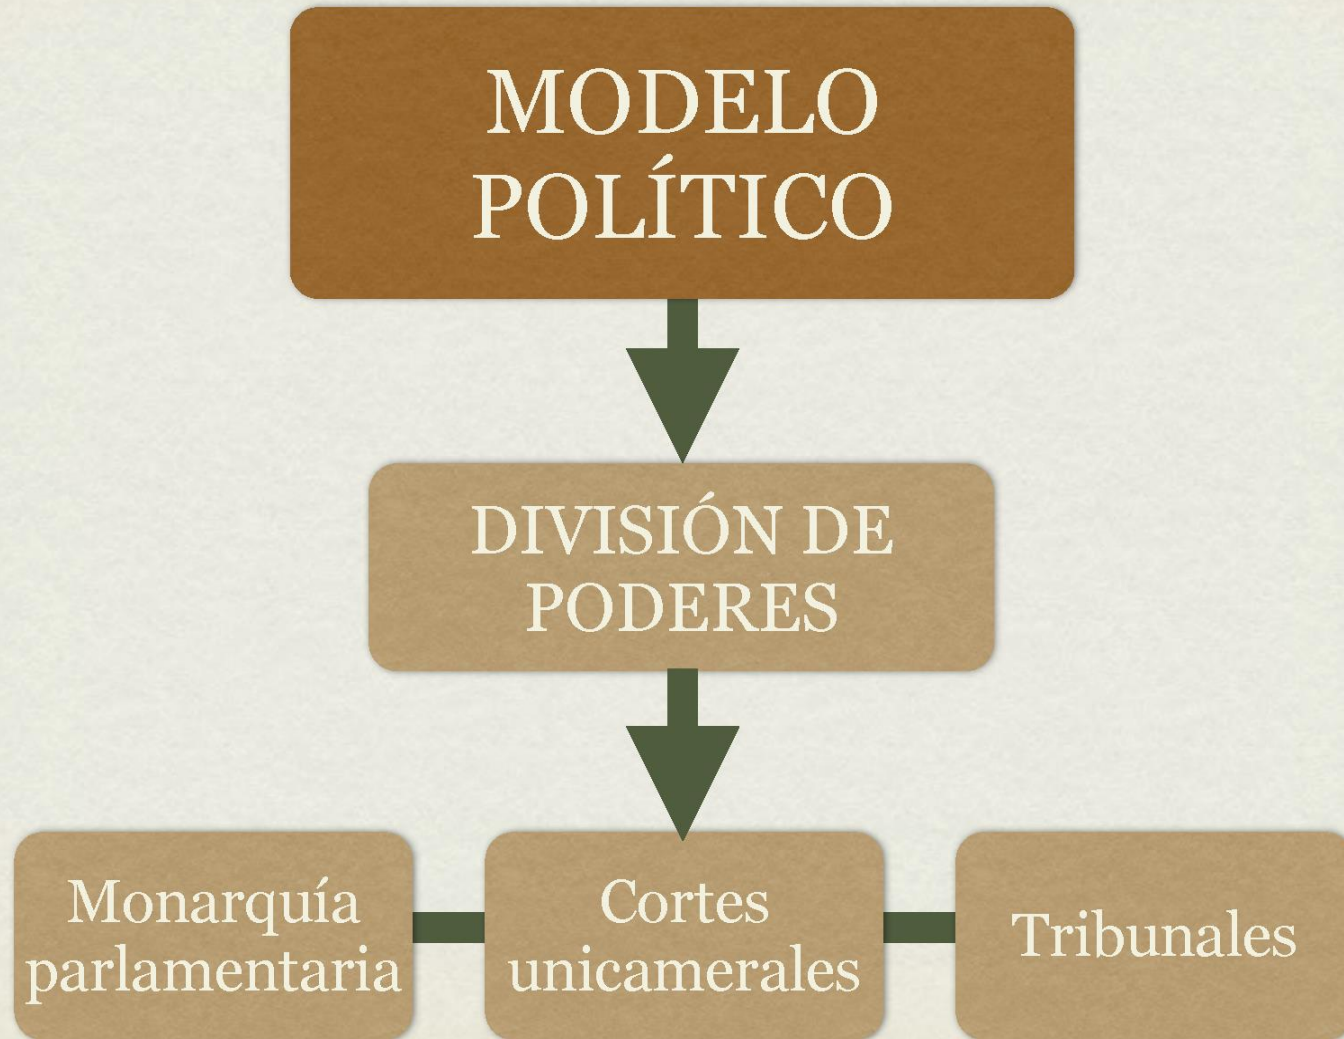 MODELO
POLÍTICO
DIVISIÓN DE
PODERES
Monarquía
parlamentaria
Cortes
unicamerales
Tribunales